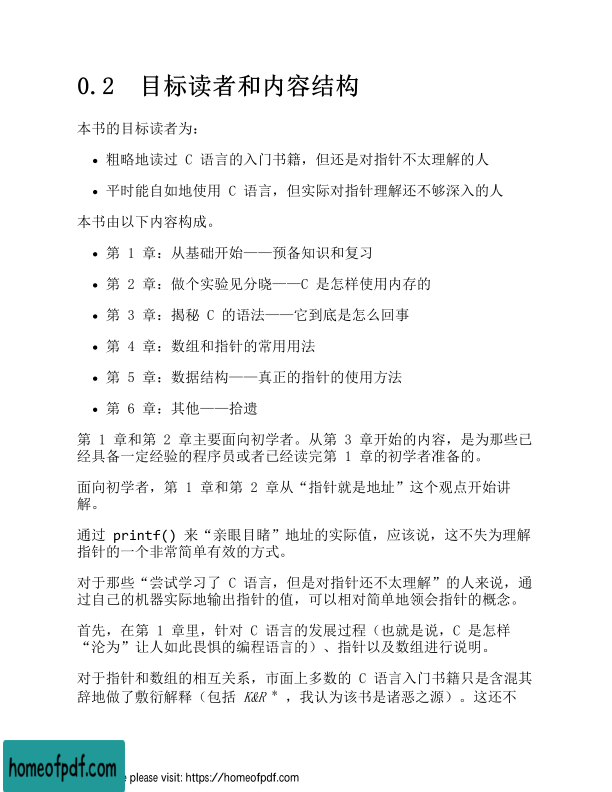 0.2 目标读者和内容结构
本书的目标读者为：
• 粗略地读过 C 语言的入门书籍，但还是对指针不太理解的人
• 平时能自如地使用 C 语言，但实际对指针理解还不够深入的人
本书由以下内容构成。
• 第 1 章：从基础开始——预备知识和复习
• 第 2 章：做个实验见分晓——C 是怎样使用内存的
• 第 3 章：揭秘 C 的语法——它到底是怎么回事
• 第 4 章：数组和指针的常用用法
• 第 5 章：数据结构——真正的指针的使用方法
• 第 6 章：其他——拾遗
第 1 章和第 2 章主要面向初学者。从第 3 章开始的内容，是为那些已
经具备一定经验的程序员或者已经读完第 1 章的初学者准备的。
面向初学者，第 1 章和第 2 章从“指针就是地址”这个观点开始讲
解。
通过 printf() 来“亲眼目睹”地址的实际值，应该说，这不失为理解
指针的一个非常简单有效的方式。
对于那些“尝试学习了 C 语言，但是对指针还不太理解”的人来说，通
过自己的机器实际地输出指针的值，可以相对简单地领会指针的概念。
首先，在第 1 章里，针对 C 语言的发展过程（也就是说，C 是怎样
“沦为”让人如此畏惧的编程语言的）、指针以及数组进行说明。
对于指针和数组的相互关系，市面上多数的 C 语言入门书籍只是含混其
辞地做了敷衍解释（包括 K&R *，我认为该书是诸恶之源）。这还不
homeofpdf.com
e please visit: https://homeofpdf.com